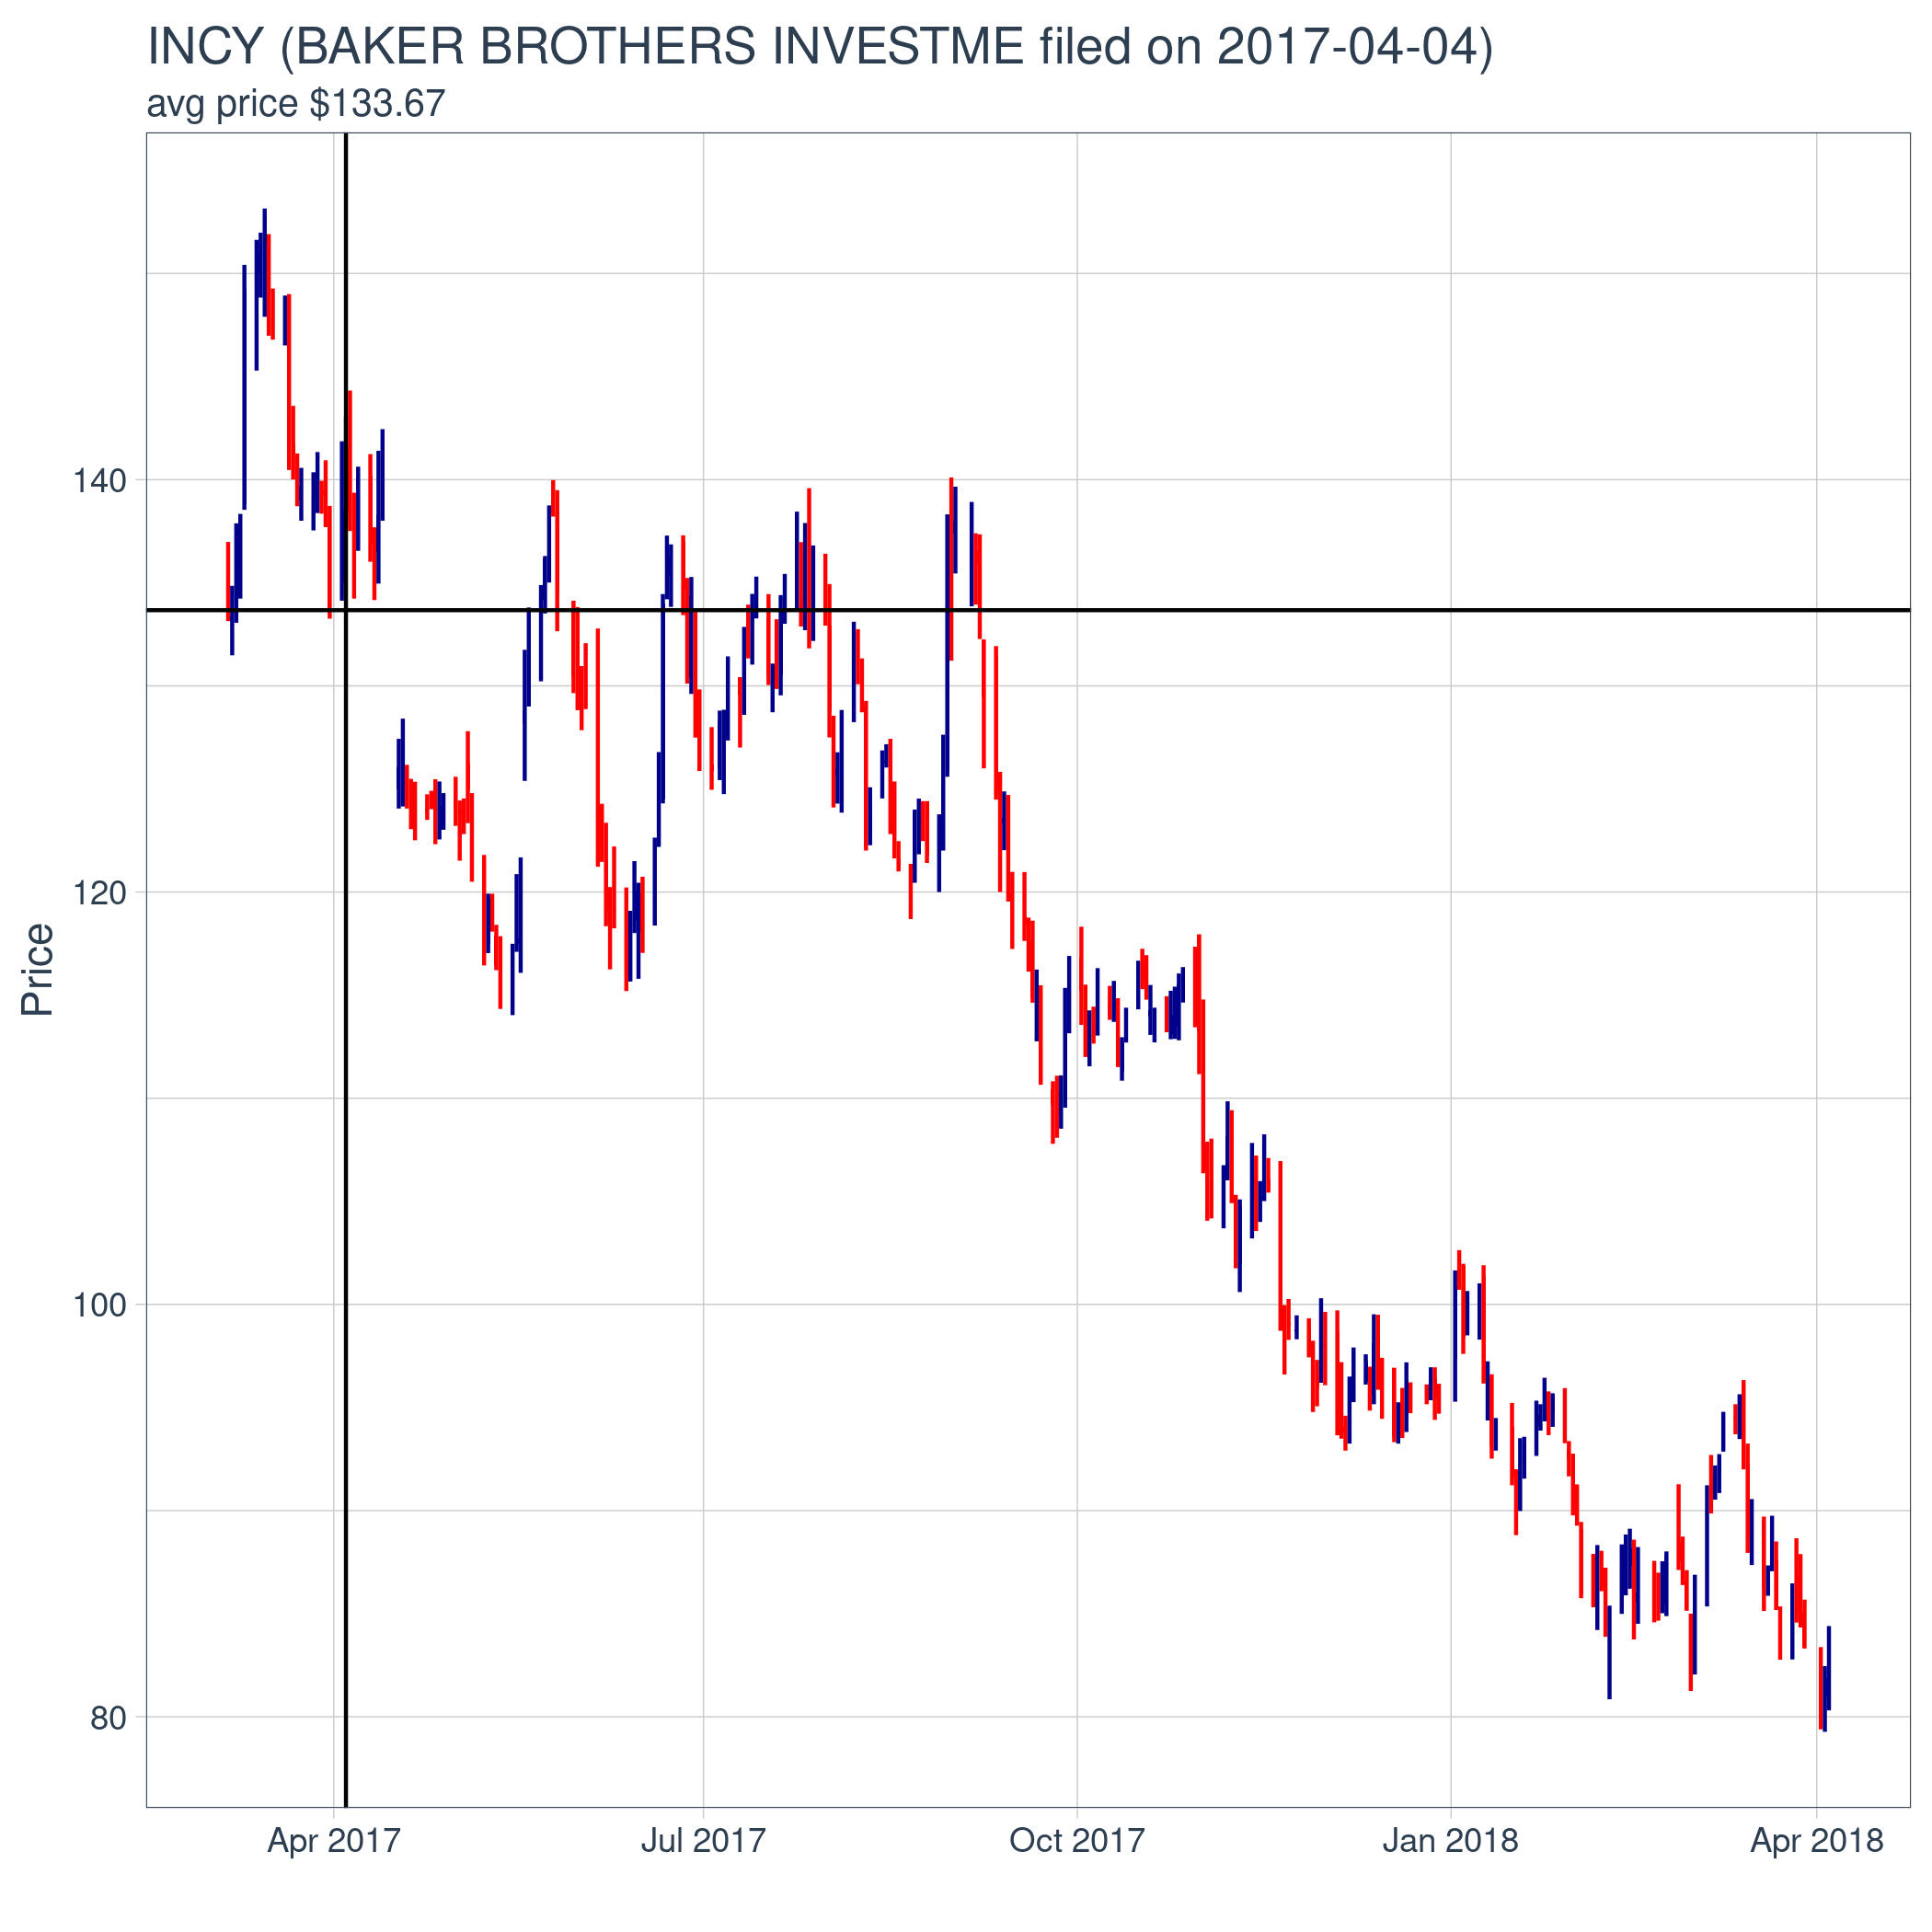 INCY (BAKER BROTHERS INVESTME filed on 2017-04-04)
avg price $133.67
140
120
100
80
Price
Apr 2017
Jul 2017
Oct 2017
Jan 2018
Apr 2018